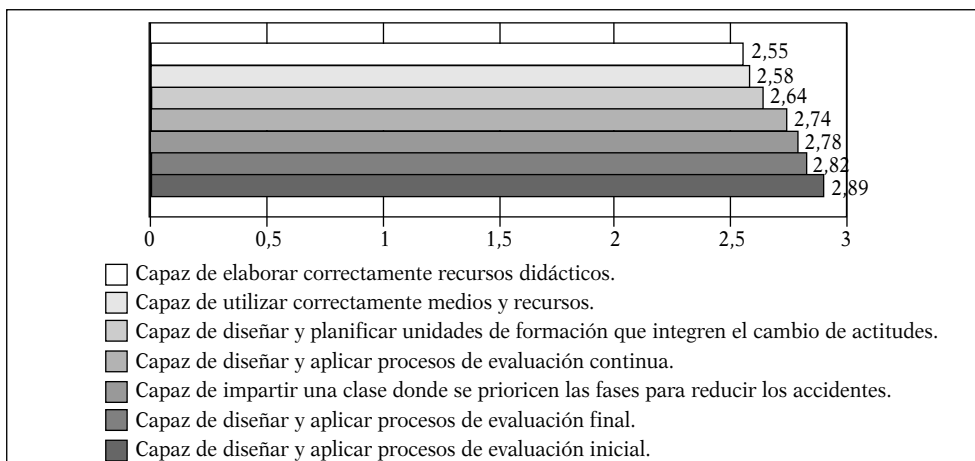 2,55
2,58
2,64
2,74
2,78
2,82
2,89
0 0,5 1 1,5 2 2,5 3
Capaz de elaborar correctamente recursos didácticos.
Capaz de utilizar correctamente medios y recursos.
Capaz de diseñar y planificar unidades de formación que integren el cambio de actitudes.
Capaz de diseñar y aplicar procesos de evaluación continua.
Capaz de impartir una clase donde se prioricen las fases para reducir los accidentes.
Capaz de diseñar y aplicar procesos de evaluación final.
Capaz de diseñar y aplicar procesos de evaluación inicial.